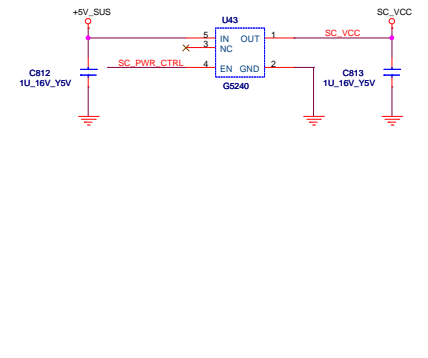 +5V_SUS
SC_VCC
U43
5 IN OUT 1 SC_VCC
3 NC
SC_PWR_CTRL 4 EN GND 2
C812
1U_16V_Y5V
G5240
C813
1U_16V_Y5V